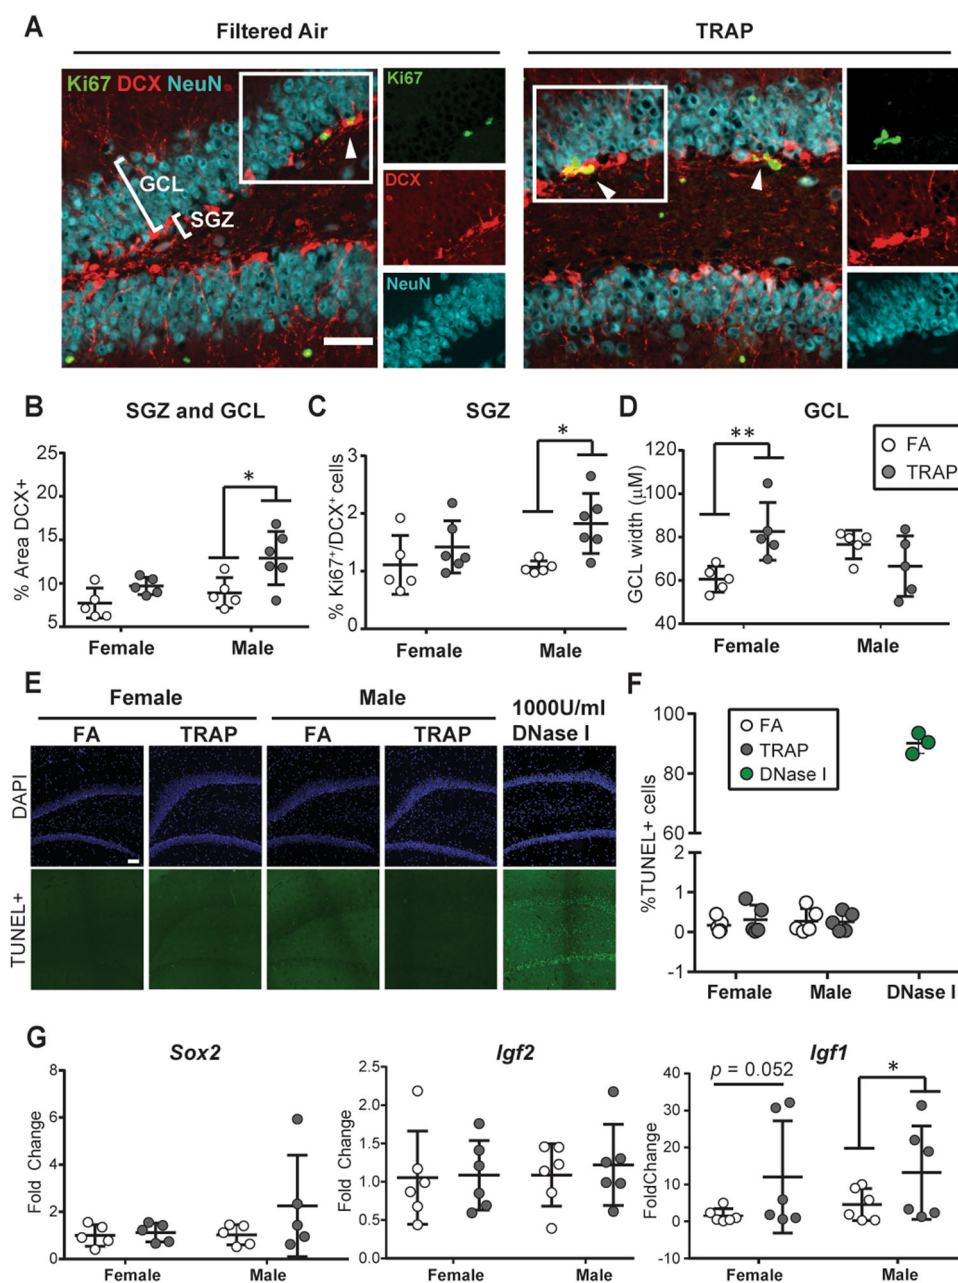 A
Filtered Air
TRAP
Ki67 DCX NeuN
Ki67
GCL
SGZ
DCX
NeuN
B
SGZ and GCL
% Area DCX+
25
20
15
10
5
*
Female
Male
C
SGZ
% Ki67+/DCX+ cells
3
2
1
0
*
Female
Male
D
GCL
GCL width (μM)
120
100
80
60
40
**
FA
TRAP
Female
Male
E
Female
Male
1000U/ml
DNase I
FA
TRAP
FA
TRAP
DAPI
TUNEL+
F
%TUNEL+ cells
100
80
60
2
1
0
-1
FA
TRAP
DNase I
Female
Male
DNase I
G
Sox2
Fold Change
8
6
4
2
0
Female
Male
Igf2
Fold Change
2.5
2.0
1.5
1.0
0.5
0.0
Female
Male
Igf1
FoldChange
40
30
20
10
0
-10
p = 0.052
*
Female
Male